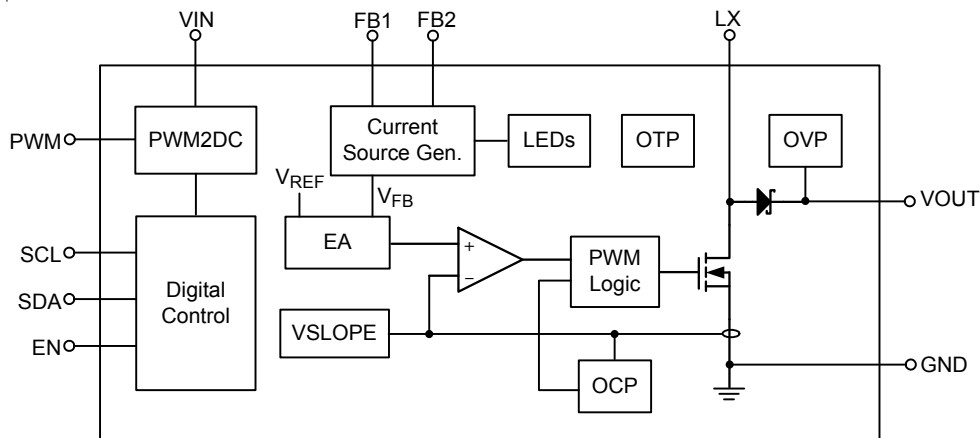 VIN
FB1
FB2
LX
PWM
PWM2DC
Current
Source Gen.
LEDs
OTP
OVP
VREF
VFB
VOUT
EA
+
−
PWM
Logic
SCL
SDA
EN
Digital
Control
VSLOPE
OCP
GND